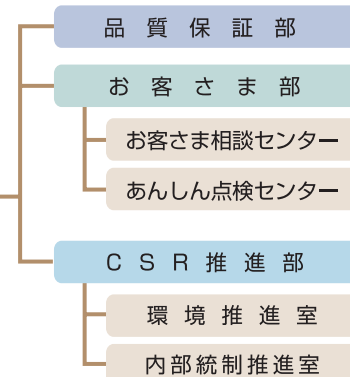 品質保証部
お客さま部
お客さま相談センター
あんしん点検センター
CSR推進部
環境推進室
内部統制推進室